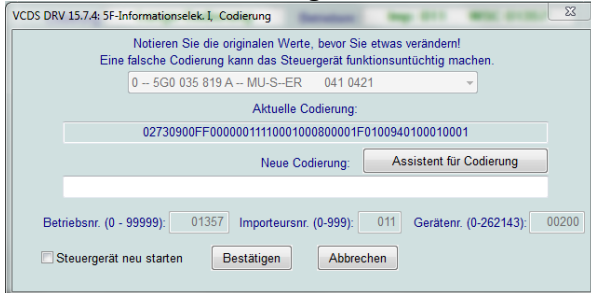 VCDS DRV 15.7.4: 5F-Informationselek. I, Codierung
Notieren Sie die originalen Werte, bevor Sie etwas verändern!
Eine falsche Codierung kann das Steuergerät funktionsuntüchtig machen.
0 -- 5G0 035 819 A -- MU-S--ER 041 0421
Aktuelle Codierung:
02730900FF00000011110001000800001F0100940100010001
Neue Codierung: Assistent für Codierung
Betriebsnr. (0 - 99999): 01357 Importeursnr. (0-999): 011 Gerätenr. (0-262143): 00200
Steuergerät neu starten Bestätigen Abbrechen